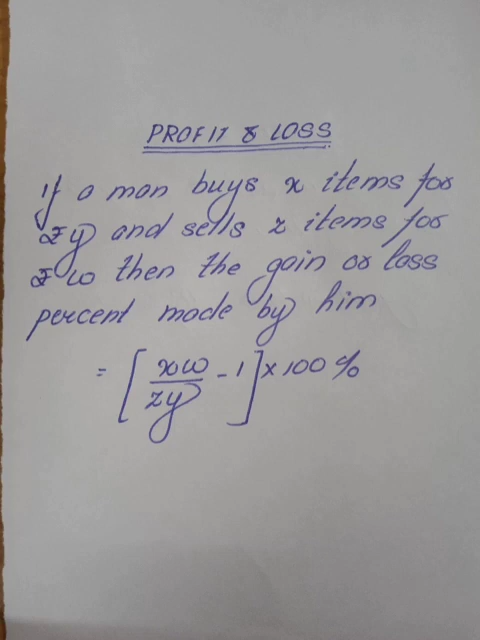 PROFIT & LOSS
If a man buys x items for
₹y and sells z items for
₹w then the gain or loss
percent made by him
= [xw/zy - 1] x 100 %